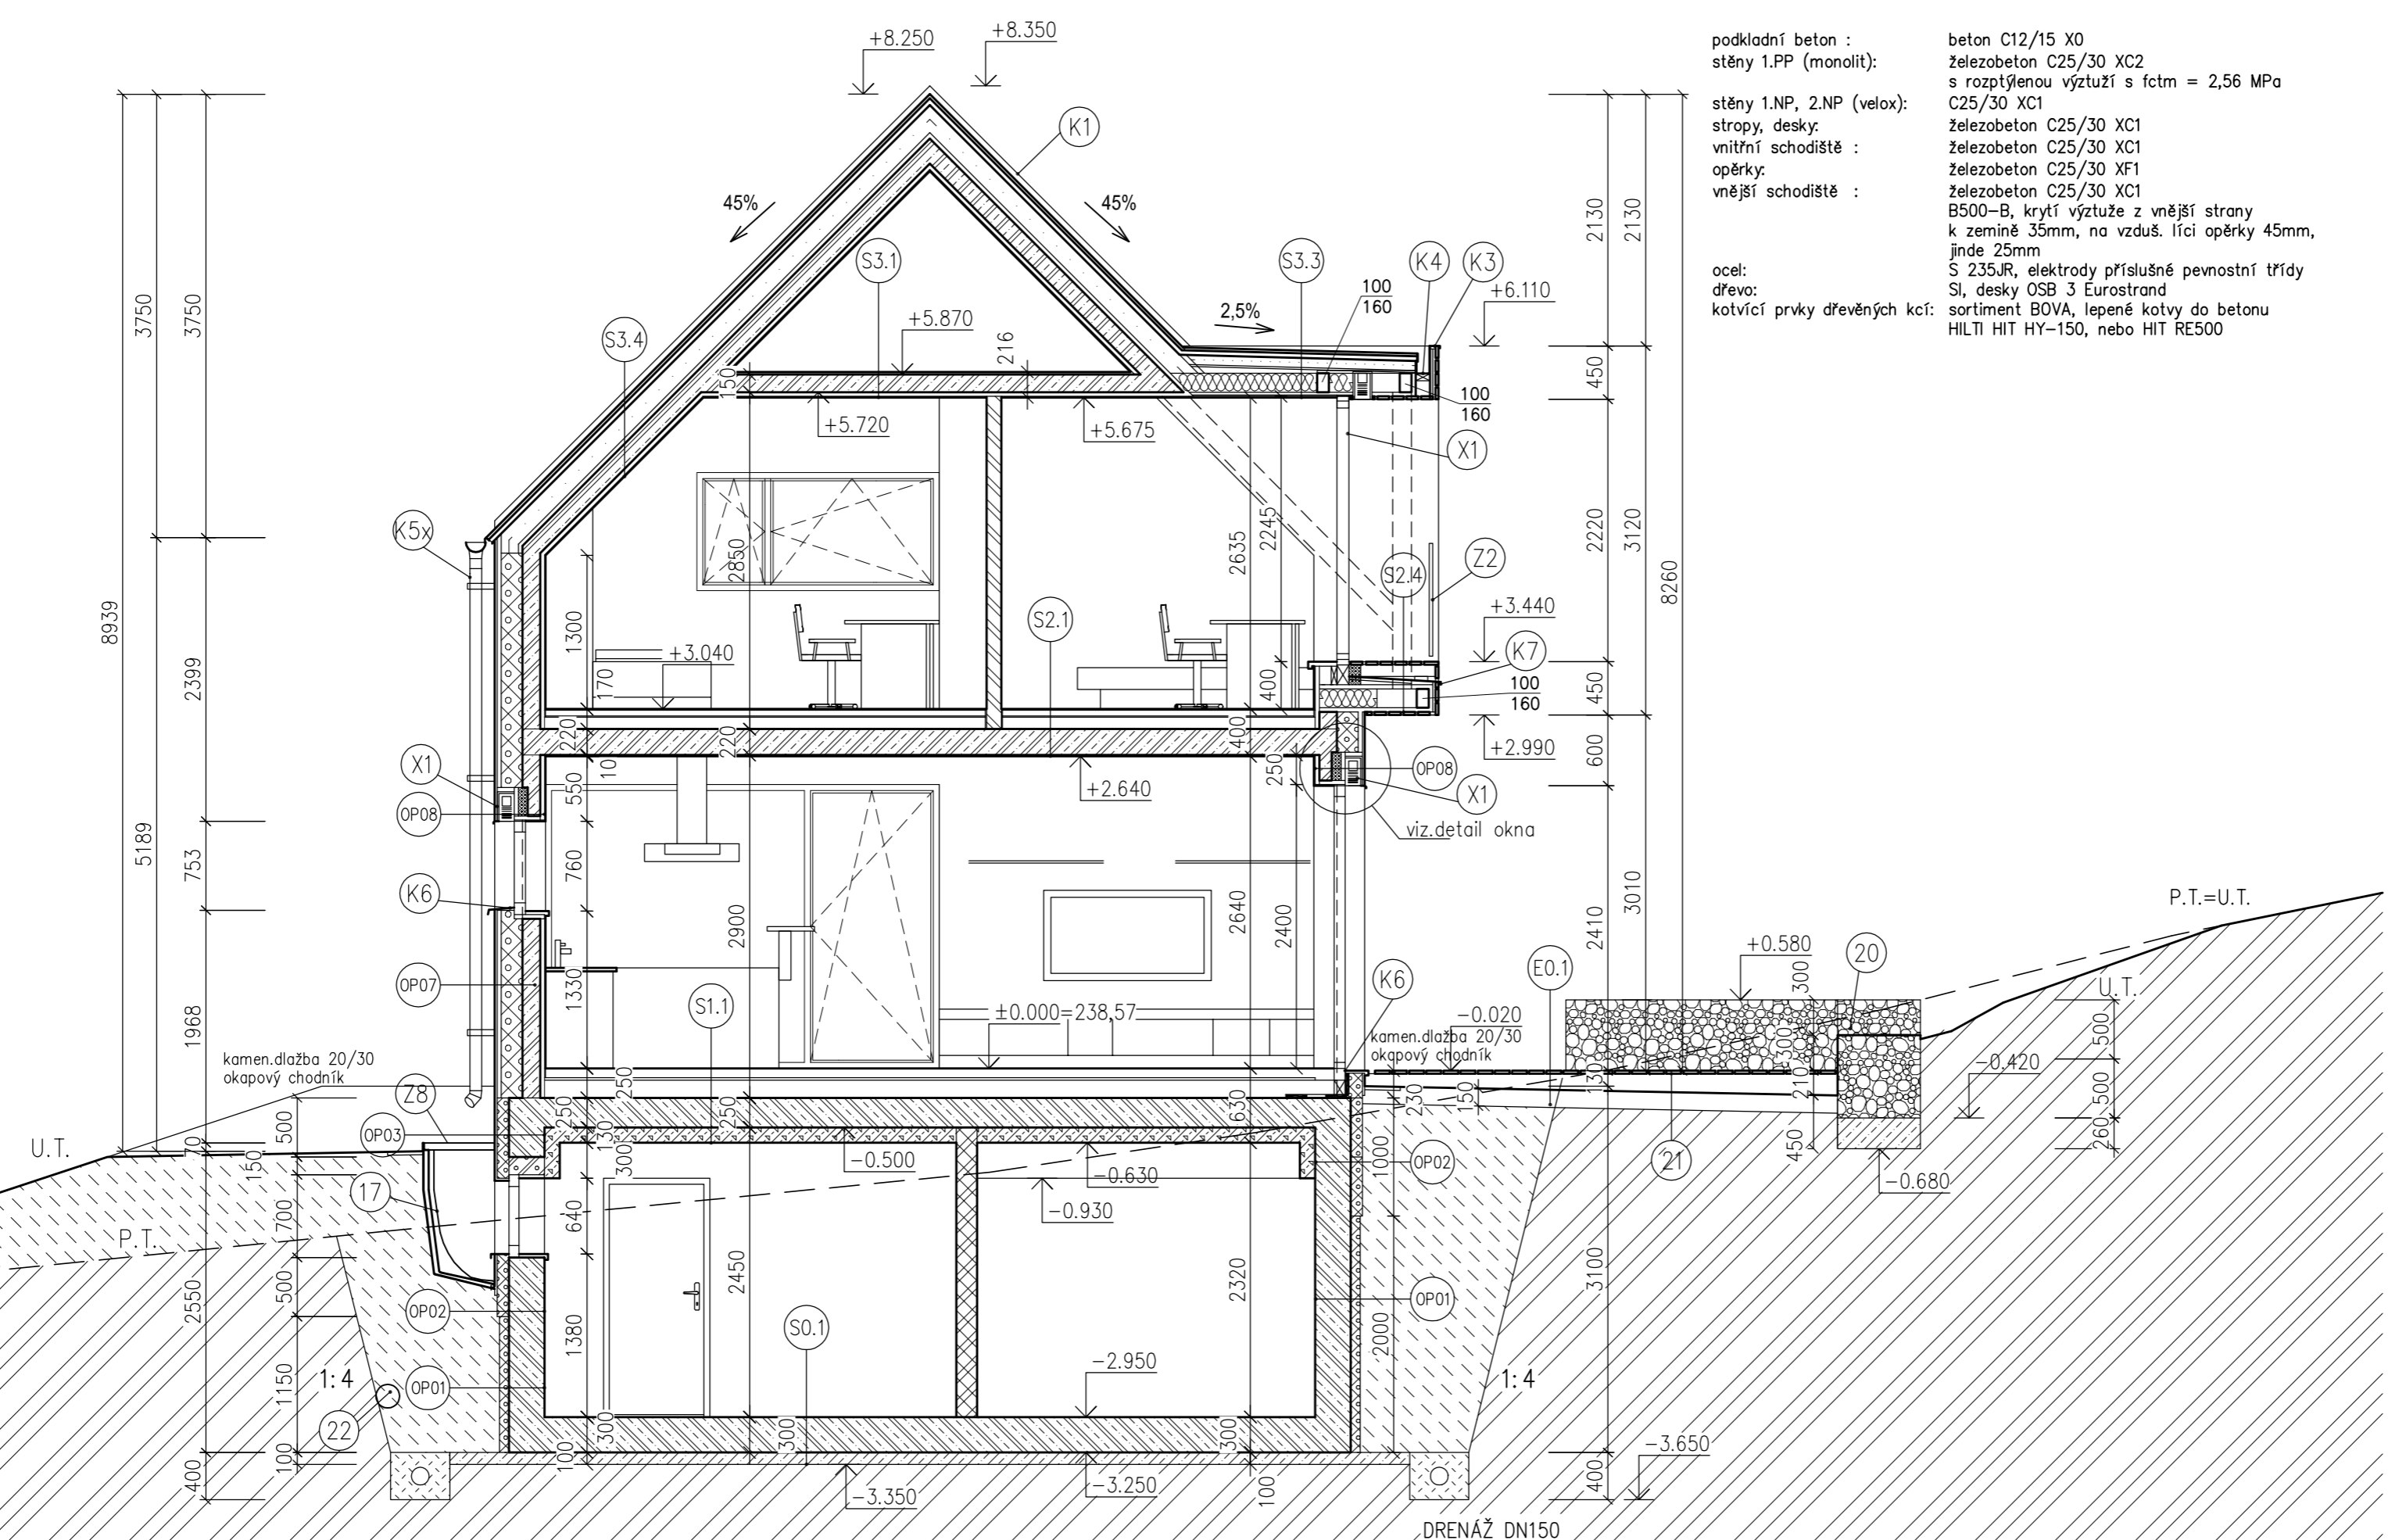 +8.250
+8.350
podkladní beton : beton C12/15 X0
stěny 1.PP (monolit): železobeton C25/30 XC2
s rozptýlenou výztuží s fctm = 2,56 MPa
stěny 1.NP, 2.NP (velox): C25/30 XC1
stropy, desky: železobeton C25/30 XC1
vnitřní schodiště : železobeton C25/30 XC1
opěrky: železobeton C25/30 XF1
vnější schodiště : železobeton C25/30 XC1
B500-B, krytí výztuže z vnější strany
k zemině 35mm, na vzduš. líci opěrky 45mm,
jinde 25mm
ocel: S 235JR, elektrody příslušné pevnostní třídy
dřevo: SI, desky OSB 3 Eurostrand
kotvící prvky dřevěných kcí: sortiment BOVA, lepené kotvy do betonu
HILTI HIT HY-150, nebo HIT RE500
K1
45%
45%
S3.1
S3.3
K4
K3
S3.4
+5.870
216
2,5%
100
160
+6.110
150
100
160
+5.720
+5.675
X1
K5x
2850
2635
2245
S2.4
Z2
1300
S2.1
+3.440
+3.040
170
400
K7
100
160
220
220
400
+2.990
X1
550
10
250
OP08
OP08
+2.640
X1
viz.detail okna
760
K6
2900
2640
2400
1330
OP07
S1.1
K6
E0.1
+0.580
300
20
P.T.=U.T.
U.T.
±0.000=238,57
-0.020
kamen.dlažba 20/30
okapový chodník
kamen.dlažba 20/30
okapový chodník
300
130
210
-0.420
500
500
260
250
250
250
630
230
150
450
21
-0.680
Z8
OP03
U.T.
130
300
-0.500
-0.630
-0.930
OP02
1000
17
P.T.
640
2450
2320
OP02
OP01
2000
1380
S0.1
-2.950
1:4
OP01
1:4
22
300
300
300
100
100
-3.350
-3.250
-3.650
DRENÁŽ DN150
8939
3750
5189
3750
2399
753
1968
70
2550
400
500
150
700
500
1150
100
2130
450
2220
450
600
2410
3100
400
2130
3120
3010
8260